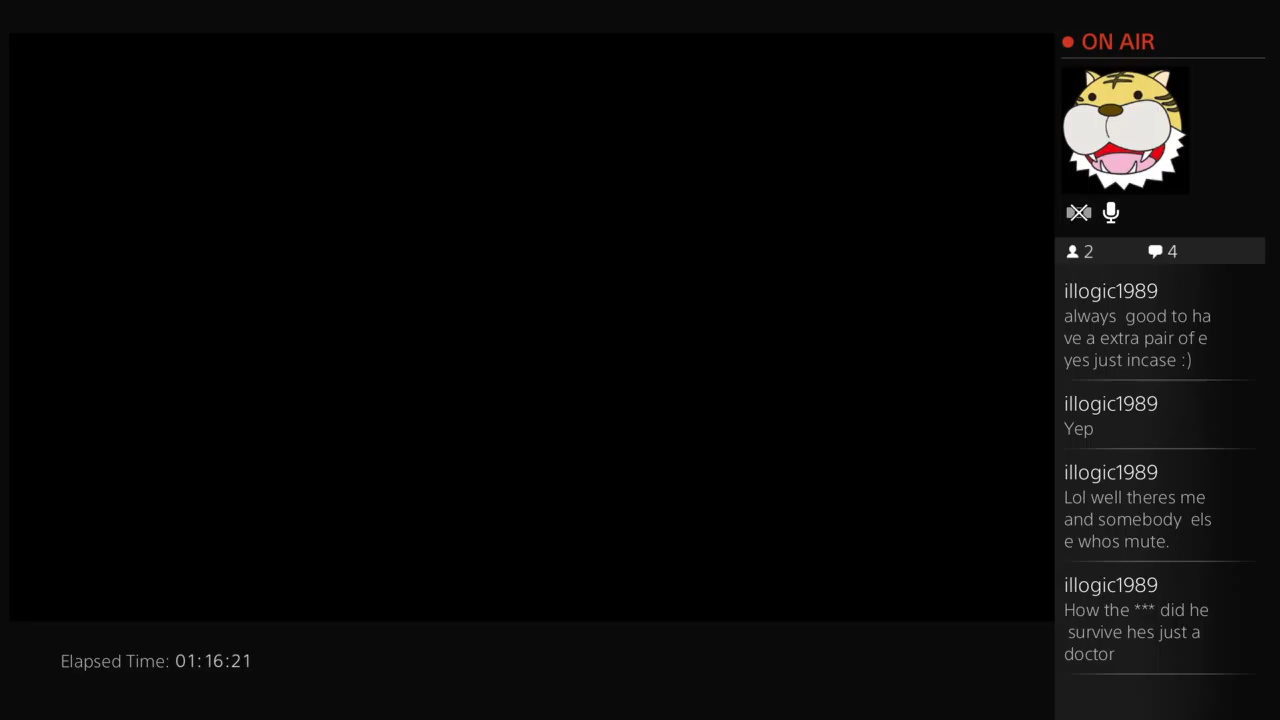 ON AIR
2 4
illogic1989
always good to ha
ve a extra pair of e
yes just incase :)
illogic1989
Yep
illogic1989
Lol well theres me
and somebody els
e whos mute.
illogic1989
How the *** did he
survive hes just a
doctor
Elapsed Time: 01:16:21